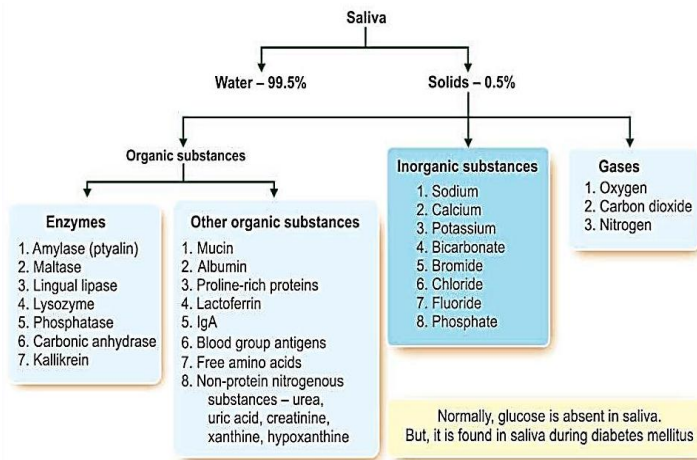 Saliva
Water – 99.5%
Solids – 0.5%
Organic substances
Enzymes
1. Amylase (ptyalin)
2. Maltase
3. Lingual lipase
4. Lysozyme
5. Phosphatase
6. Carbonic anhydrase
7. Kallikrein
Other organic substances
1. Mucin
2. Albumin
3. Proline-rich proteins
4. Lactoferrin
5. IgA
6. Blood group antigens
7. Free amino acids
8. Non-protein nitrogenous
substances – urea,
uric acid, creatinine,
xanthine, hypoxanthine
Inorganic substances
1. Sodium
2. Calcium
3. Potassium
4. Bicarbonate
5. Bromide
6. Chloride
7. Fluoride
8. Phosphate
Gases
1. Oxygen
2. Carbon dioxide
3. Nitrogen
Normally, glucose is absent in saliva.
But, it is found in saliva during diabetes mellitus